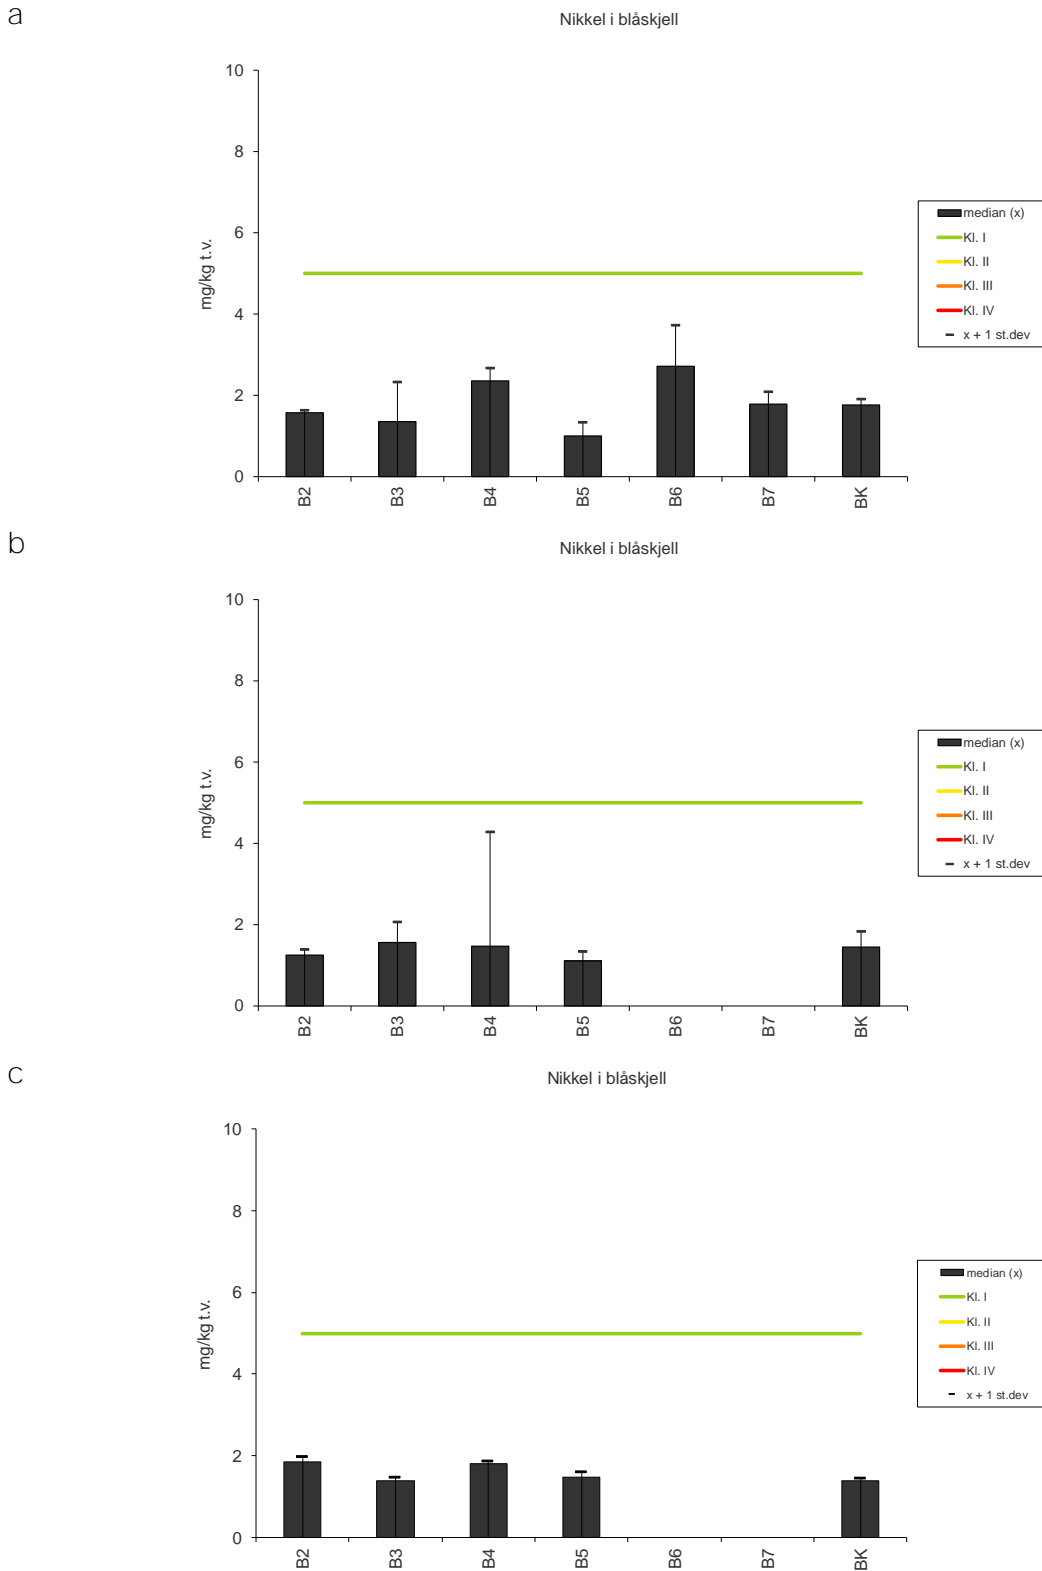 a
Nikkel i blåskjell
10
8
6
4
2
0
mg/kg t.v.
B2 B3 B4 B5 B6 B7 BK
median (x)
Kl. I
Kl. II
Kl. III
Kl. IV
x + 1 st.dev
b
Nikkel i blåskjell
10
8
6
4
2
0
mg/kg t.v.
B2 B3 B4 B5 B6 B7 BK
median (x)
Kl. I
Kl. II
Kl. III
Kl. IV
x + 1 st.dev
c
Nikkel i blåskjell
10
8
6
4
2
0
mg/kg t.v.
B2 B3 B4 B5 B6 B7 BK
median (x)
Kl. I
Kl. II
Kl. III
Kl. IV
x + 1 st.dev